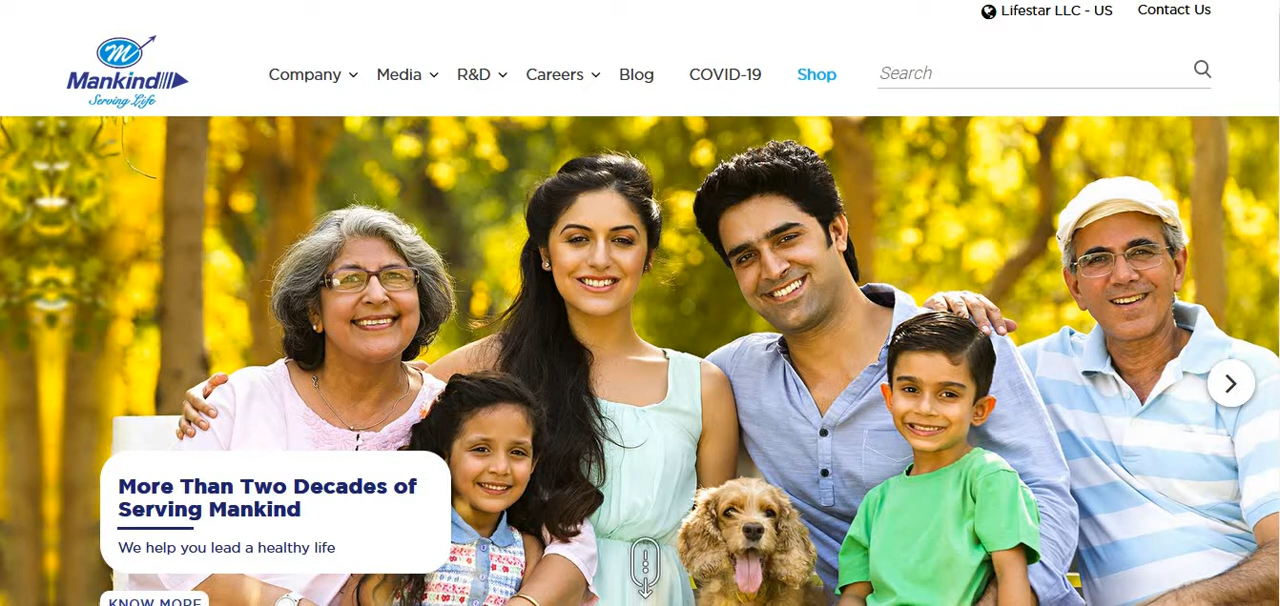 Lifestar LLC - US
Contact Us
M
Mankind
Serving Life
Company
Media
R&D
Careers
Blog
COVID-19
Shop
Search
More Than Two Decades of
Serving Mankind
We help you lead a healthy life
KNOW MORE